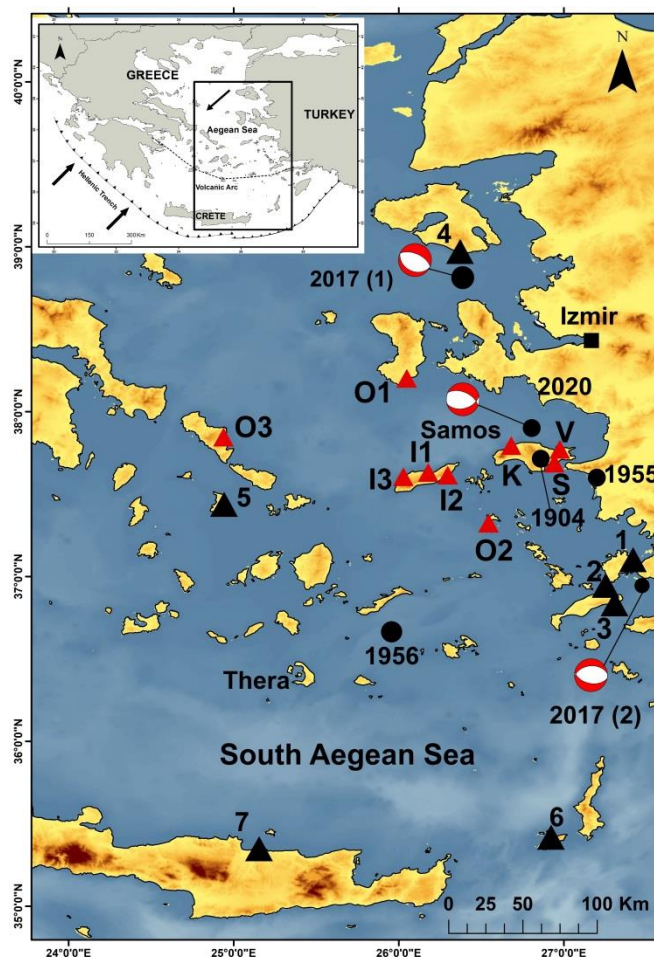 N
GREECE
TURKEY
Aegean Sea
Volcanic Arc
Hellenic Trench
CRETE
0 150 300Km
N
40°0'0"N
39°0'0"N
38°0'0"N
37°0'0"N
36°0'0"N
35°0'0"N
4
2017 (1)
Izmir
O1
2020
O3
Samos
V
I1
I3
I2
K
S
1955
5
1904
O2
1
2
3
1956
Thera
2017 (2)
South Aegean Sea
7
6
0 25 50 100 Km
24°0'0"E
25°0'0"E
26°0'0"E
27°0'0"E